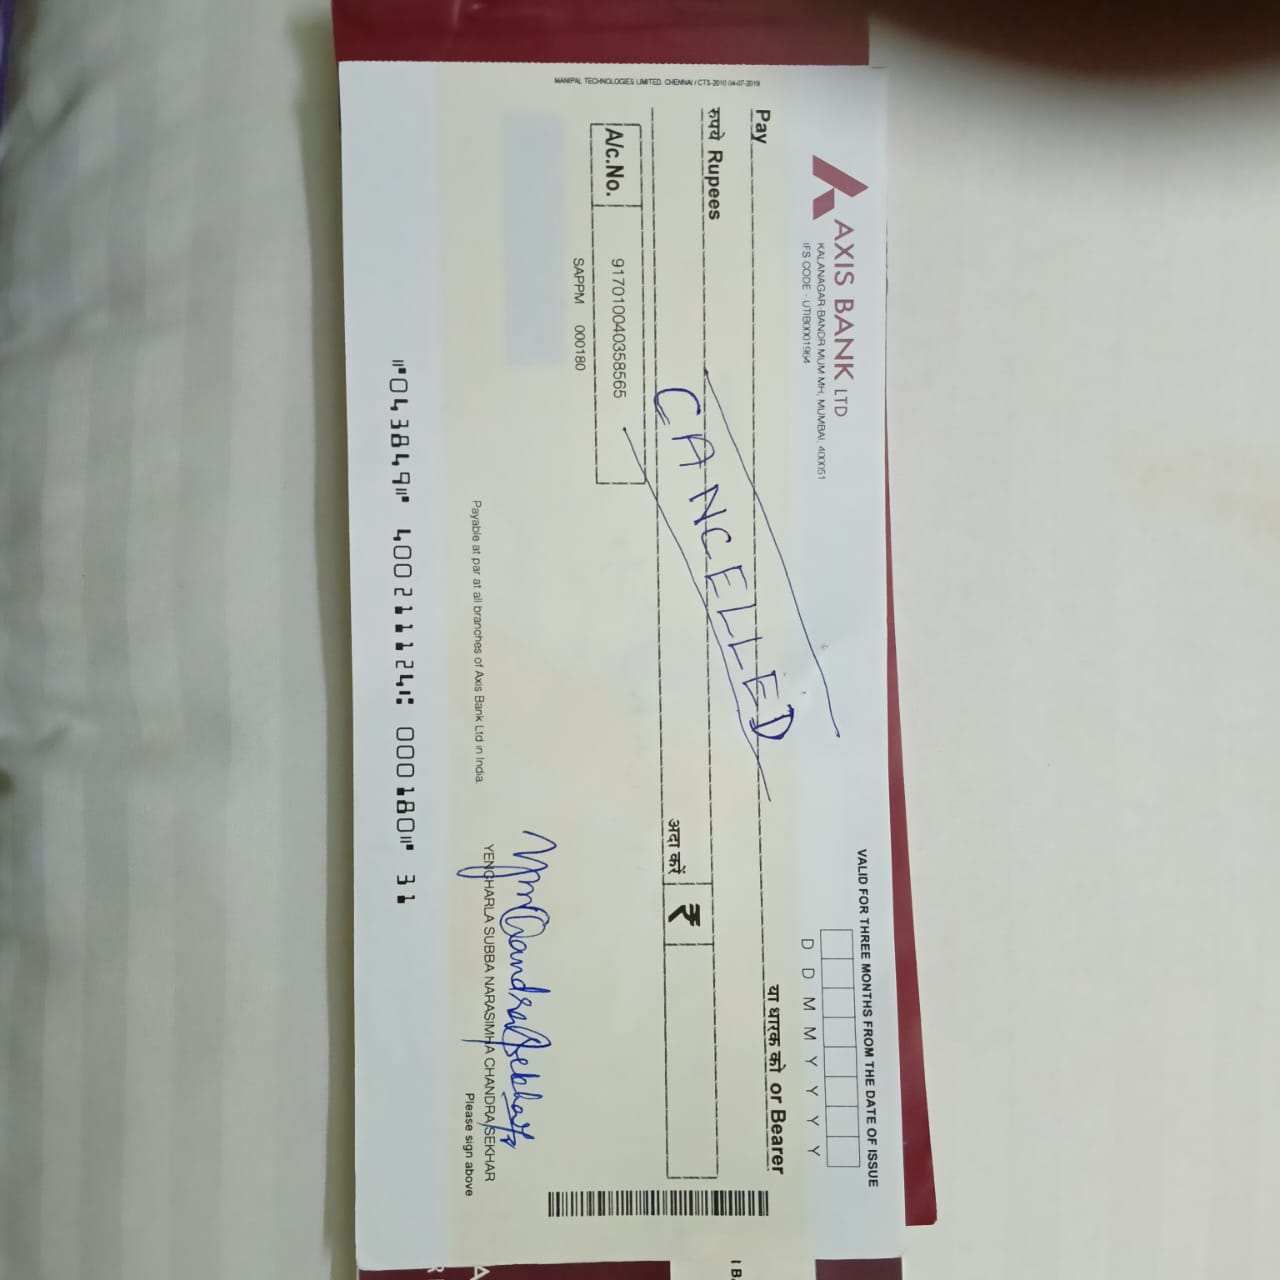 MANIPAL TECHNOLOGIES LIMITED, CHENNAI / CTS-2010 04-07-2019
AXIS BANK LTD
KALANAGAR-BANDR MUM MH, MUMBAI, 400051
IFS CODE - UTIB0001964
VALID FOR THREE MONTHS FROM THE DATE OF ISSUE
D D M M Y Y Y Y
Pay
या धारक को or Bearer
रुपये Rupees
CANCELLED
अदा करें ₹
A/c.No. 917010040358565
SAPPM 000180
Payable at par at all branches of Axis Bank Ltd in India.
YENCHARLA SUBBA NARASIMHA CHANDRA SEKHAR
Please sign above
⑈043849⑈ 400211124⑆ 000180⑈ 31